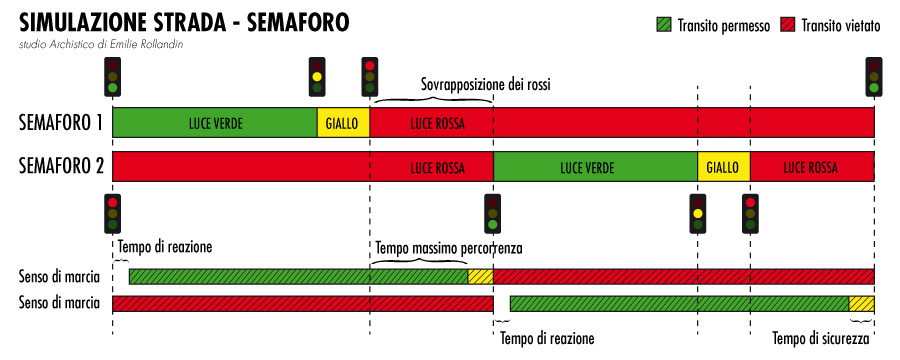 SIMULAZIONE STRADA - SEMAFORO
studio Archistico di Emilie Rollandin
Transito permesso
Transito vietato
Sovrapposizione dei rossi
SEMAFORO 1
LUCE VERDE
GIALLO
LUCE ROSSA
SEMAFORO 2
LUCE ROSSA
LUCE VERDE
GIALLO
LUCE ROSSA
Tempo di reazione
Tempo massimo percorrenza
Senso di marcia
Senso di marcia
Tempo di reazione
Tempo di sicurezza